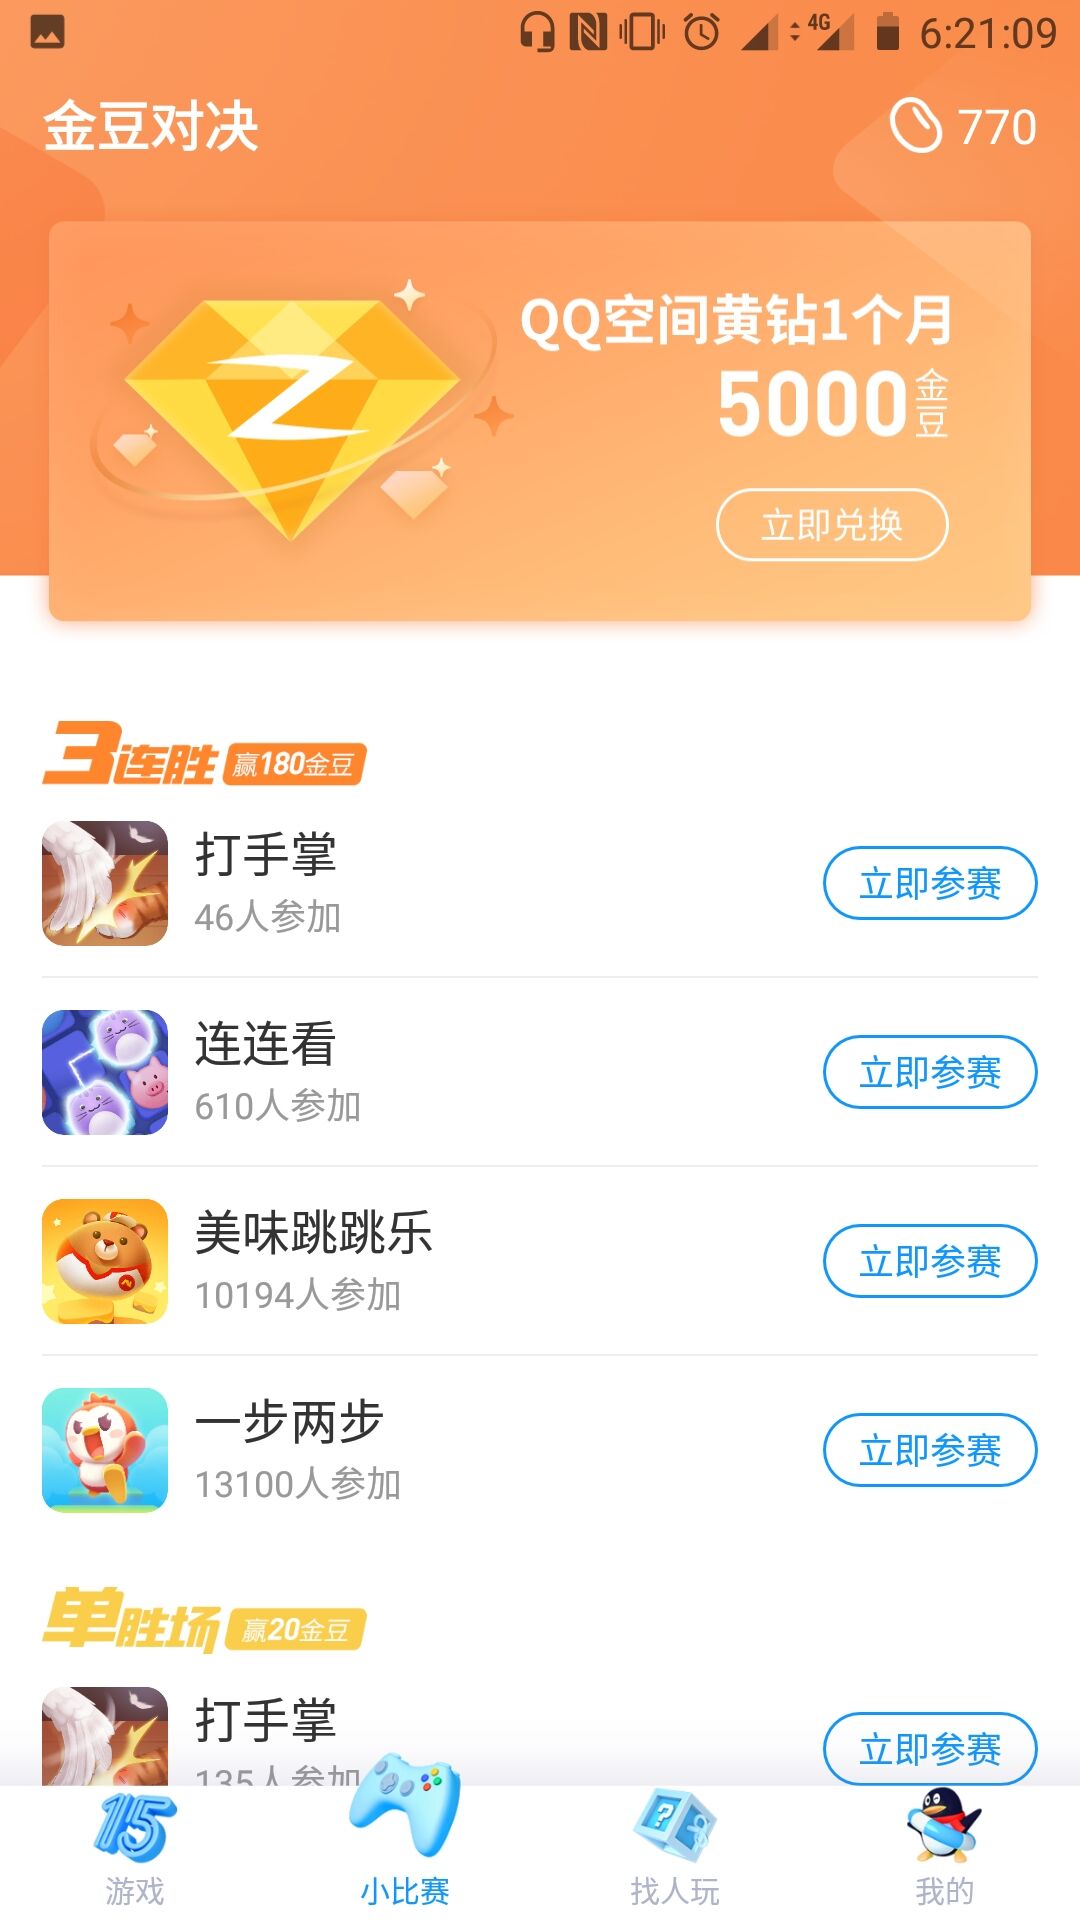 4G 6:21:09
金豆对决
770
QQ空间黄钻1个月
5000金豆
立即兑换
3连胜 赢180金豆
打手掌
46人参加
立即参赛
连连看
610人参加
立即参赛
美味跳跳乐
10194人参加
立即参赛
一步两步
13100人参加
立即参赛
单胜场 赢20金豆
打手掌
135人参加
立即参赛
15
游戏
小比赛
?
找人玩
我的